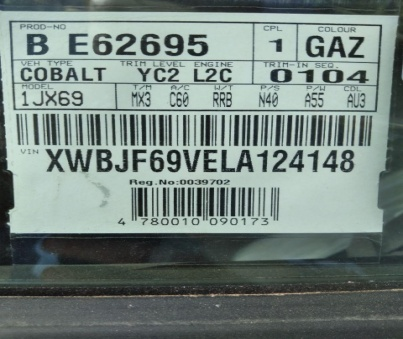 PROD-NO CPL COLOUR
B E62695 1 GAZ
VEH TYPE TRIM LEVEL ENGINE TRIM-IN SEQ.
COBALT YC2 L2C 0104
MODEL T/M A/C W/T P/S P/W COL
1JX69 MX3 C60 RRB N40 A55 AU3
VIN XWBJF69VELA124148
Reg.No:0039702
4 780010 090173